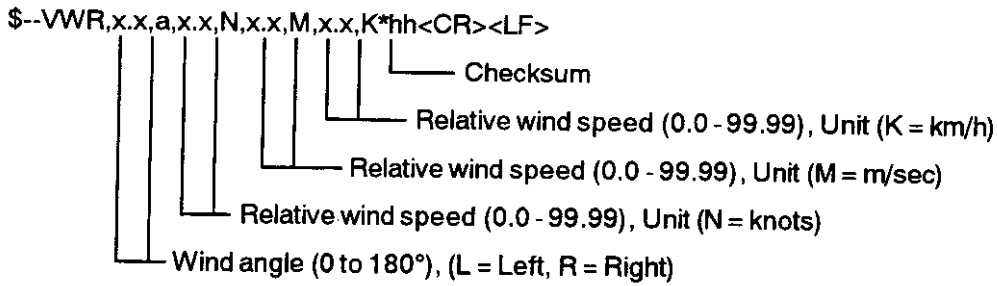 $--VWR,x.x,a,x.x,N,x.x,M,x.x,K*hh<CR><LF>
Checksum
Relative wind speed (0.0 - 99.99), Unit (K = km/h)
Relative wind speed (0.0 - 99.99), Unit (M = m/sec)
Relative wind speed (0.0 - 99.99), Unit (N = knots)
Wind angle (0 to 180°), (L = Left, R = Right)